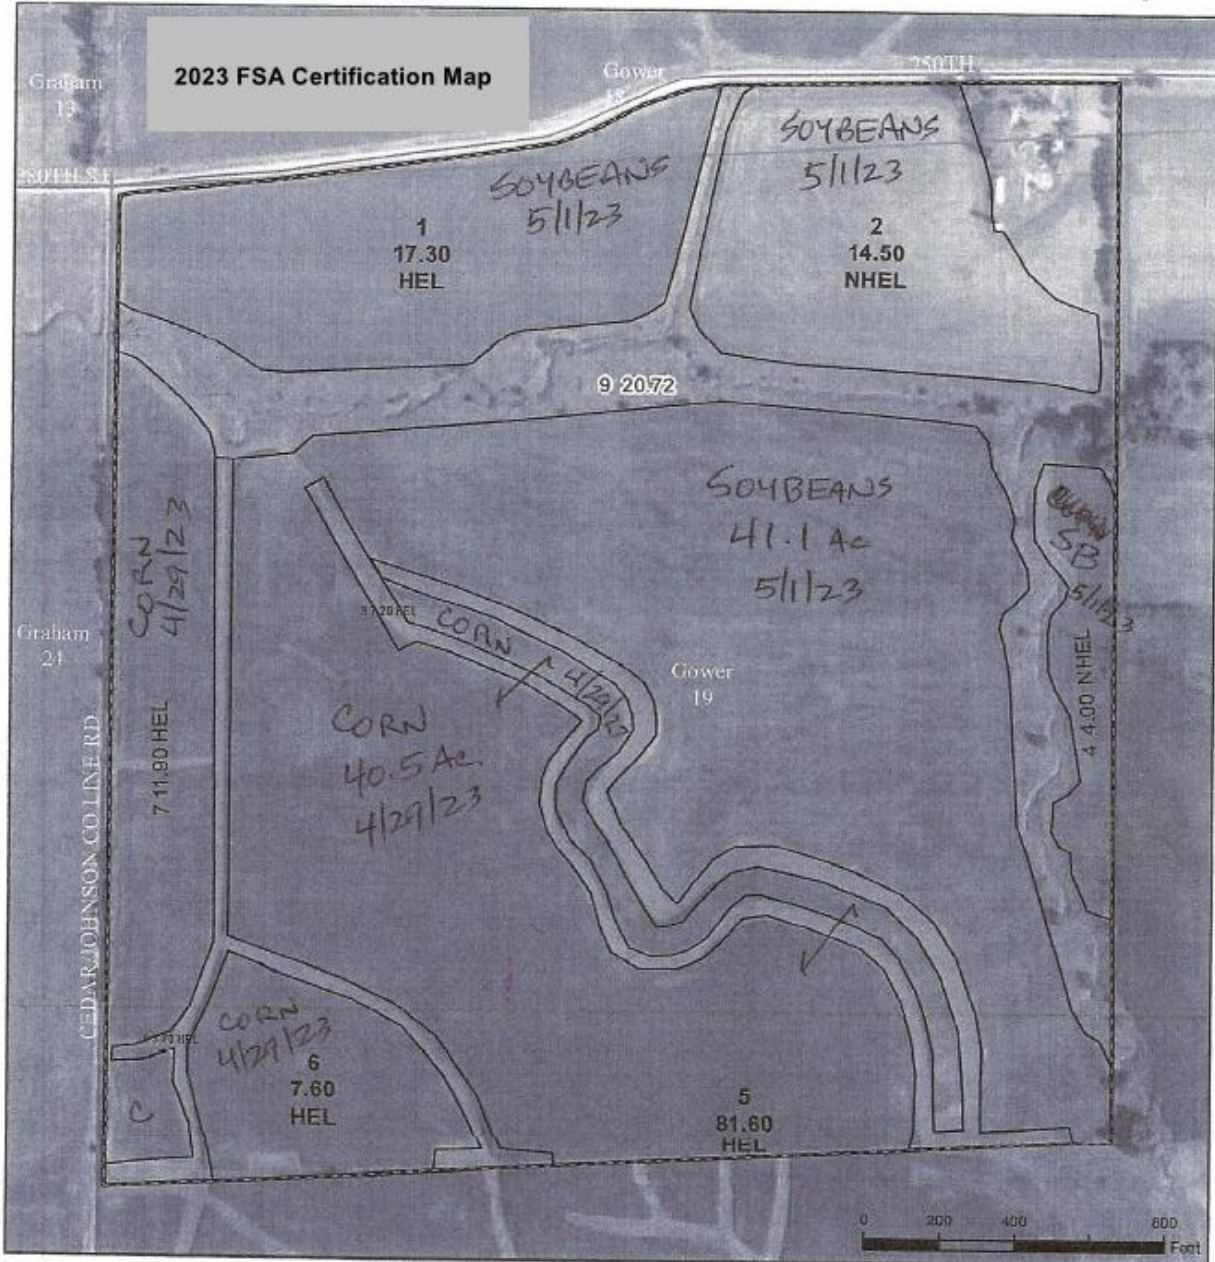 2023 FSA Certification Map
Graham
13
Gower
18
250TH
SOYBEANS
5/1/23
SOYBEANS
5/1/23
1
17.30
HEL
2
14.50
NHEL
9 20.72
SOYBEANS
41.1 Ac
5/1/23
SB
5/1/23
4 4.00 NHEL
CORN
4/29/23
7 11.90 HEL
Graham
24
CEDAR/JOHNSON CO LINE RD
CORN
4/29/23
Gower
19
CORN
40.5 Ac.
4/29/23
CORN
4/29/23
6
7.60
HEL
C
5
81.60
HEL
0 200 400 800
Feet